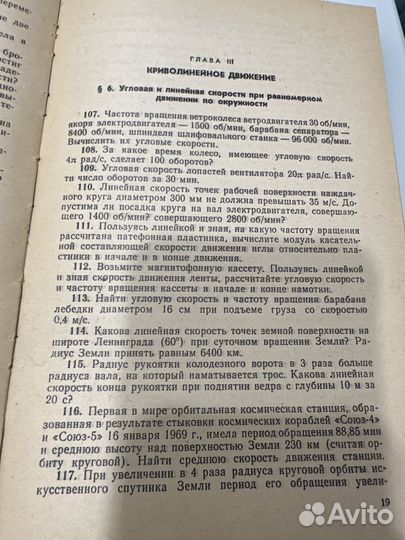 ГЛАВА III
КРИВОЛИНЕЙНОЕ ДВИЖЕНИЕ
§ 6. Угловая и линейная скорости при равномерном
движении по окружности
107. Частота вращения ветроколеса ветродвигателя 30 об/мин,
якоря электродвигателя — 1500 об/мин, барабана сепаратора —
8400 об/мин, шпинделя шлифовального станка — 96 000 об/мин.
Вычислить их угловые скорости.
108. За какое время колесо, имеющее угловую скорость
4π рад/с, сделает 100 оборотов?
109. Угловая скорость лопастей вентилятора 20π рад/с. Най-
ти число оборотов за 30 мин.
110. Линейная скорость точек рабочей поверхности наждач-
ного круга диаметром 300 мм не должна превышать 35 м/с. До-
пустима ли посадка круга на вал электродвигателя, совершаю-
щего 1400 об/мин? совершающего 2800 об/мин?
111. Пользуясь линейкой и зная, на какую частоту вращения
рассчитана патефонная пластинка, вычислите модуль касатель-
ной составляющей скорости движения иглы относительно плас-
тинки в начале и в конце движения.
112. Возьмите магнитофонную кассету. Пользуясь линейкой
и зная скорость движения ленты, рассчитайте угловую скорость
и частоту вращения кассеты в начале и конце намотки.
113. Найти угловую скорость и частоту вращения барабана
лебедки диаметром 16 см при подъеме груза со скоростью
0,4 м/с.
114. Какова линейная скорость точек земной поверхности на
широте Ленинграда (60°) при суточном вращении Земли? Ра-
диус Земли принять равным 6400 км.
115. Радиус рукоятки колодезного ворота в 3 раза больше
радиуса вала, на который наматывается трос. Какова линейная
скорость конца рукоятки при поднятии ведра с глубины 10 м за
20 с?
116. Первая в мире орбитальная космическая станция, обра-
зованная в результате стыковки космических кораблей «Союз-4»
и «Союз-5» 16 января 1969 г., имела период обращения 88,85 мин
и среднюю высоту над поверхностью Земли 230 км (считая ор-
биту круговой). Найти среднюю скорость движения станции.
117. При увеличении в 4 раза радиуса круговой орбиты ис-
кусственного спутника Земли период его обращения увели-
19
Avito